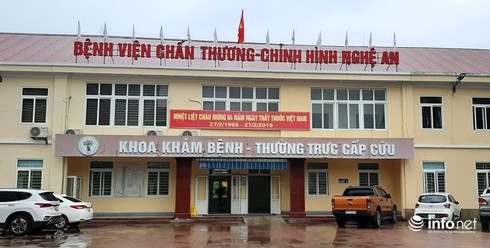 BỆNH VIỆN CHẤN THƯƠNG-CHỈNH HÌNH NGHỆ AN
NHIỆT LIỆT CHÀO MỪNG 64 NĂM NGÀY THẦY THUỐC VIỆT NAM
27/2/1955 - 27/2/2019
KHOA KHÁM BỆNH - THƯỜNG TRỰC CẤP CỨU
infonet